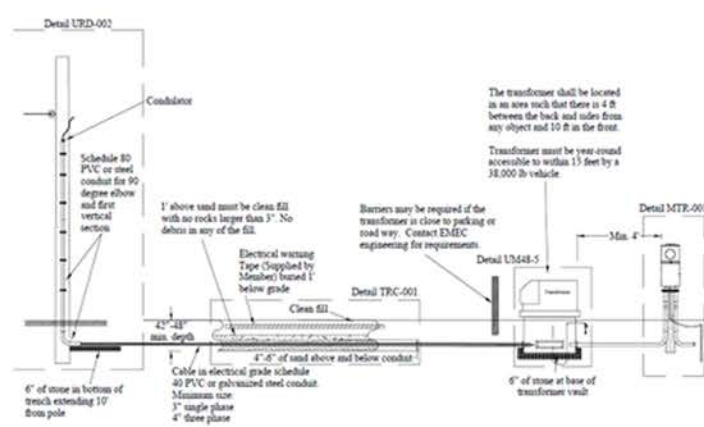 Detail URD-002
Condulator
Schedule 80
PVC or steel
conduit for 90
degree elbow
and first
vertical
section
1' above sand must be clean fill
with no rocks larger than 3". No
debris in any of the fill.
Electrical warning
Tape (Supplied by
Member) buried 1'
below grade
Detail TRC-001
Clean fill
42"-48"
min. depth
4"-6" of sand above and below conduit
6" of stone in bottom of
trench extending 10'
from pole
Cable in electrical grade schedule
40 PVC or galvanized steel conduit.
Minimum size:
3" single phase
4" three phase
Barriers may be required if the
transformer is close to parking or
road way. Contact EMEC
engineering for requirements.
The transformer shall be located
in an area such that there is 4 ft
between the back and sides from
any object and 10 ft in the front.
Transformer must be year-round
accessible to within 15 feet by a
38,000 lb vehicle.
Detail UM48-5
Transformer
6" of stone at base of
transformer vault
Min. 4'
Detail MTR-001